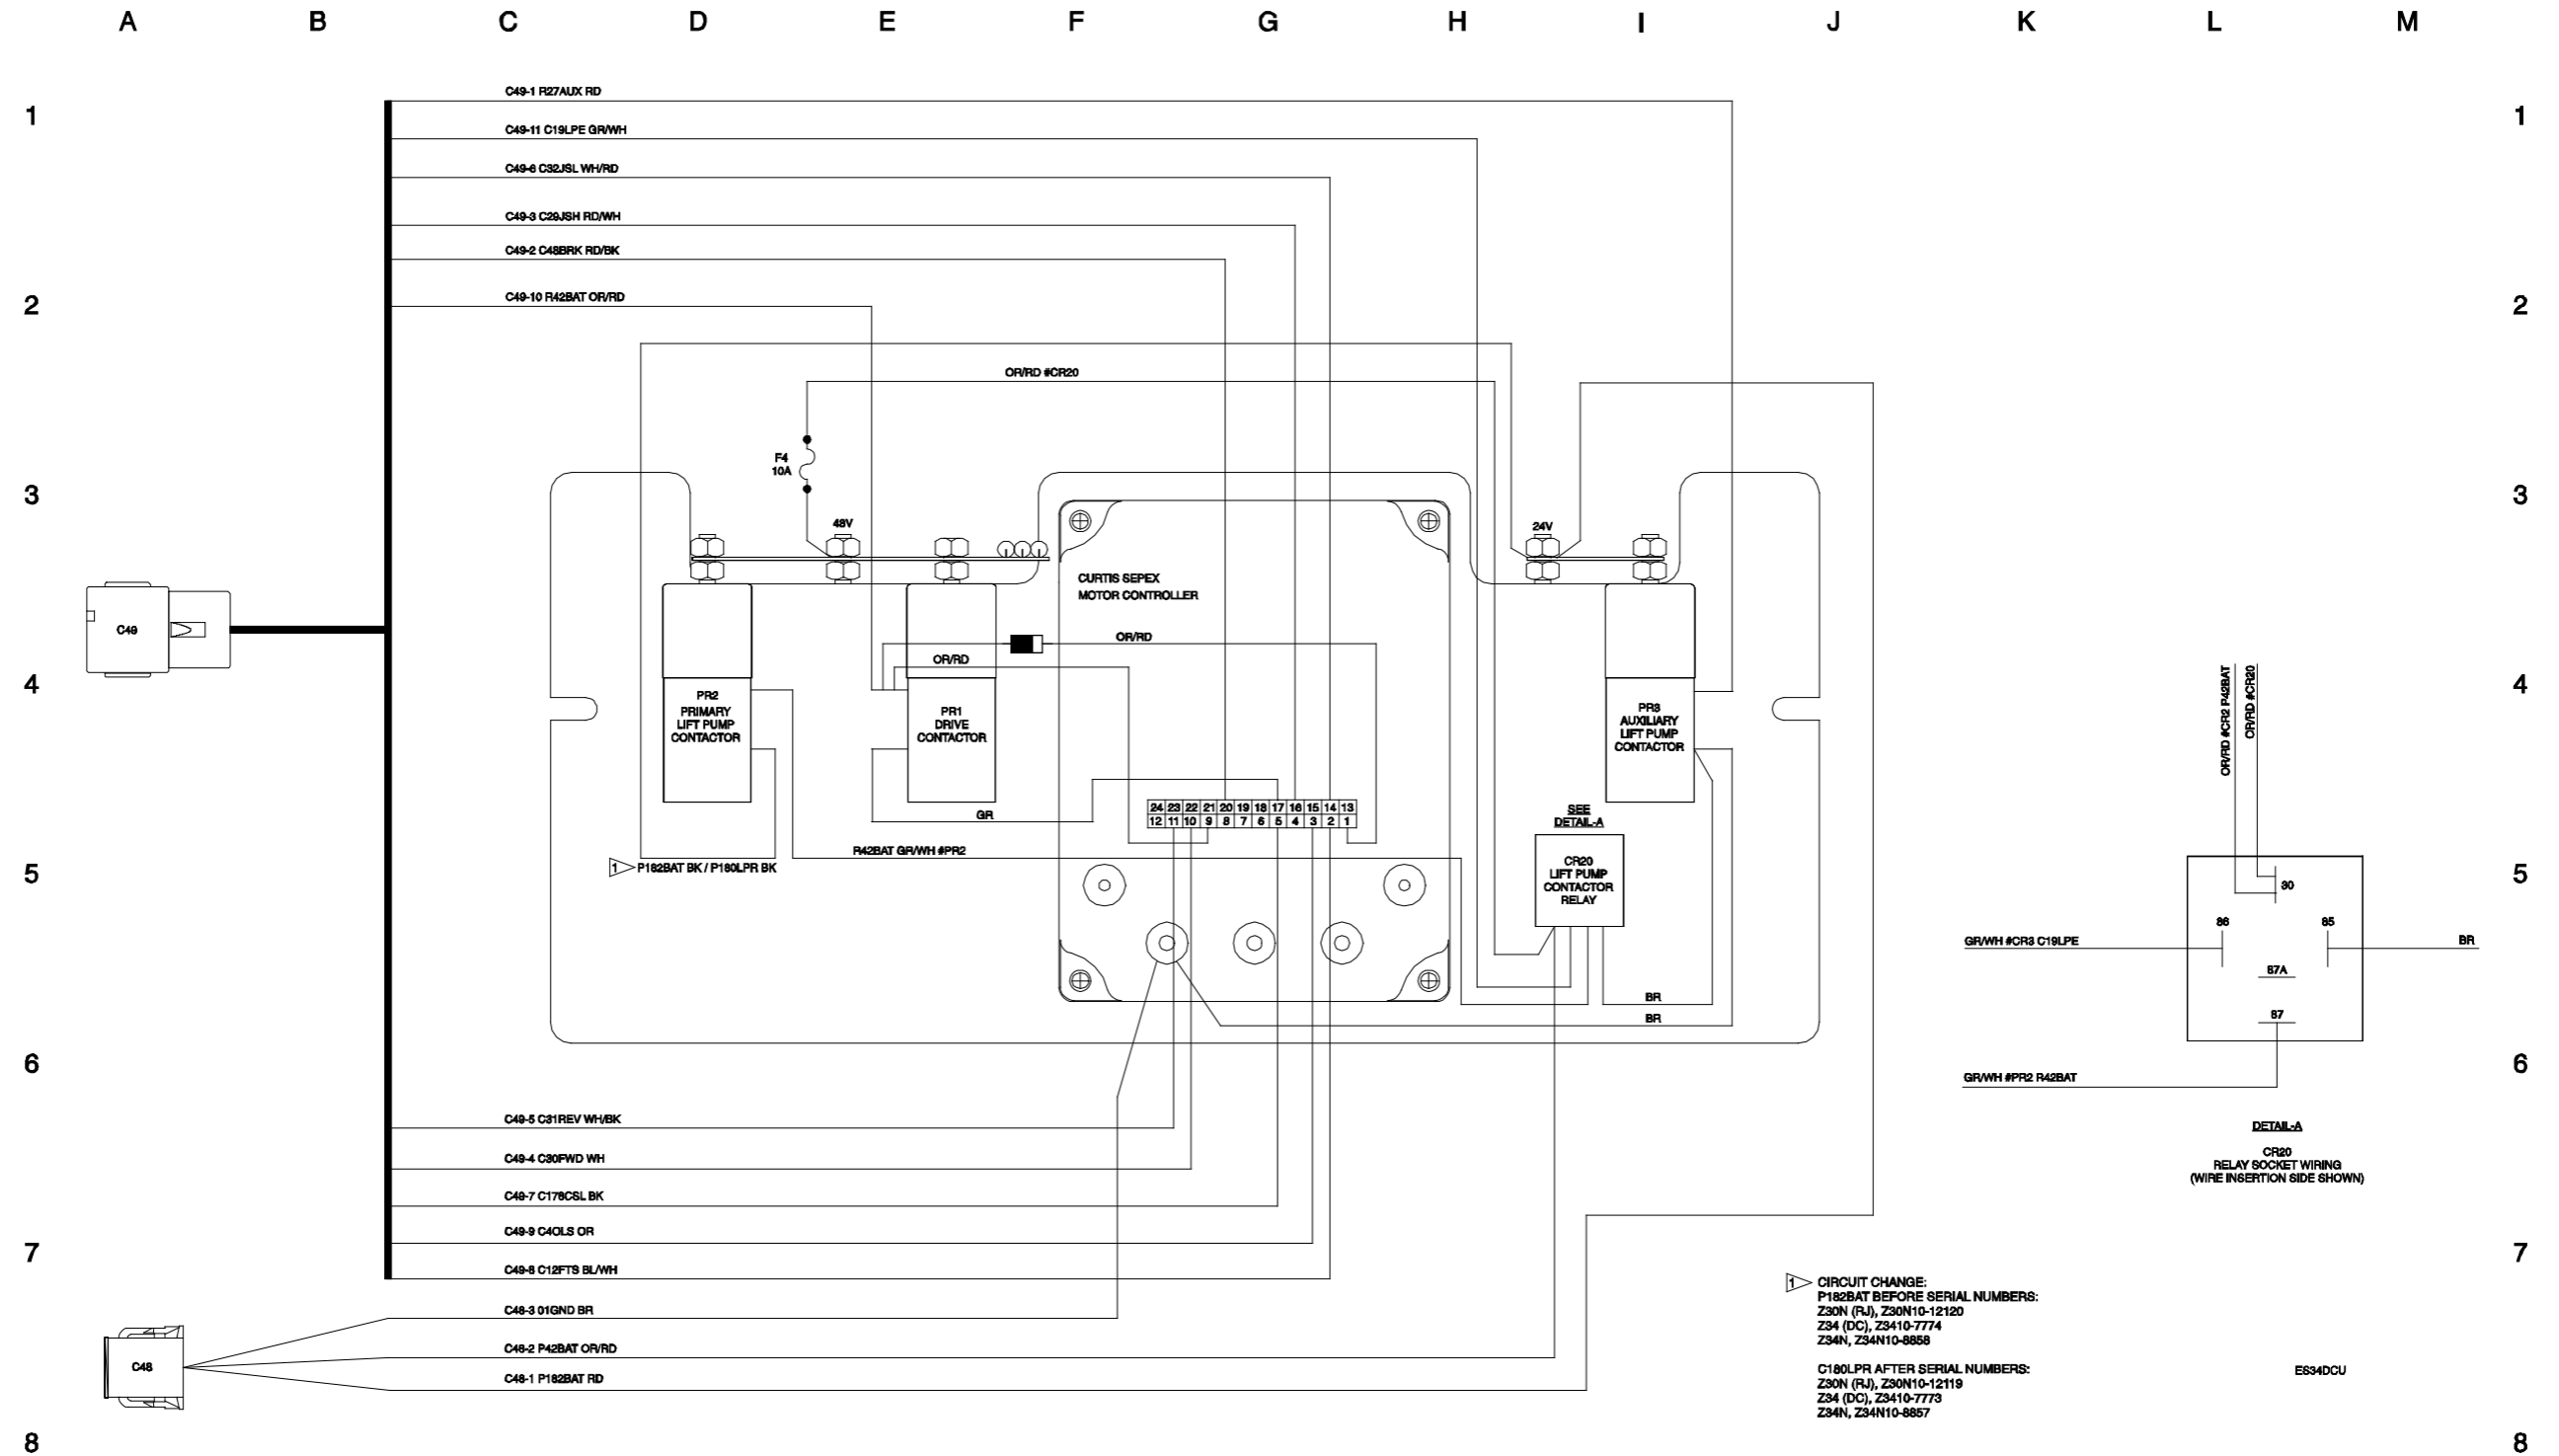 A B C D E F G H I J K L M
1 1
C49-1 R27AUX RD
C49-11 C19LPE GR/WH
C49-6 C32JSL WH/RD
C49-3 C29JSH RD/WH
C49-2 C48BRK RD/BK
C49-10 R42BAT OR/RD
2 2
OR/RD #CR20
F4
10A
3 3
48V
24V
CURTIS SEPEX
MOTOR CONTROLLER
C49
OR/RD
OR/RD
4 4
PR2
PRIMARY
LIFT PUMP
CONTACTOR
PR1
DRIVE
CONTACTOR
PR3
AUXILIARY
LIFT PUMP
CONTACTOR
OR/RD #CR2 P42BAT
OR/RD #CR20
24 23 22 21 20 19 18 17 16 15 14 13
12 11 10 9 8 7 6 5 4 3 2 1
GR
SEE
DETAIL-A
R42BAT GR/WH #PR2
1 P182BAT BK / P180LPR BK
5 5
CR20
LIFT PUMP
CONTACTOR
RELAY
30
86 85
GR/WH #CR3 C19LPE
BR
87A
87
BR
BR
6 6
GR/WH #PR2 R42BAT
C49-5 C31REV WH/BK
C49-4 C30FWD WH
C49-7 C176CSL BK
C49-9 C40LS OR
C49-8 C12FTS BL/WH
DETAIL-A
CR20
RELAY SOCKET WIRING
(WIRE INSERTION SIDE SHOWN)
7 7
C48-3 01GND BR
C48-2 P42BAT OR/RD
C48-1 P182BAT RD
C48
1 CIRCUIT CHANGE:
P182BAT BEFORE SERIAL NUMBERS:
Z30N (RJ), Z30N10-12120
Z34 (DC), Z3410-7774
Z34N, Z34N10-8858
C180LPR AFTER SERIAL NUMBERS:
Z30N (RJ), Z30N10-12119
Z34 (DC), Z3410-7773
Z34N, Z34N10-8857
ES34DCU
8 8